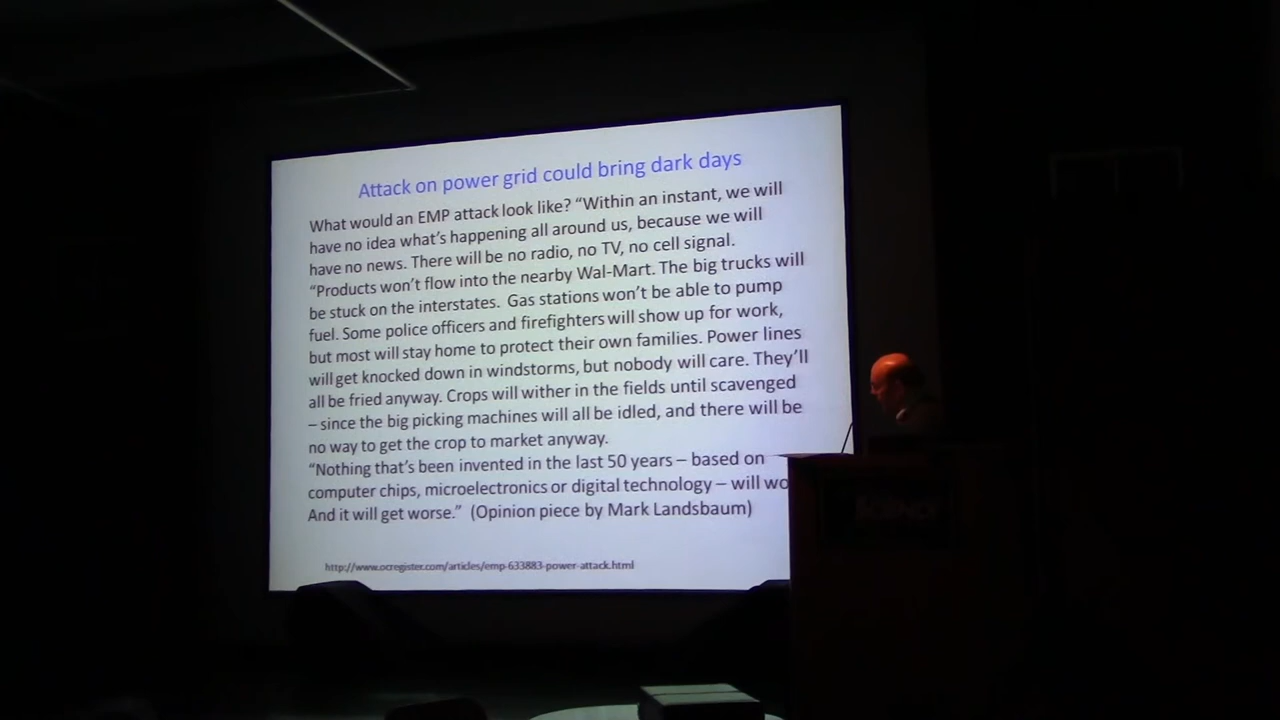 Attack on power grid could bring dark days
What would an EMP attack look like? “Within an instant, we will
have no idea what’s happening all around us, because we will
have no news. There will be no radio, no TV, no cell signal.
“Products won’t flow into the nearby Wal-Mart. The big trucks will
be stuck on the interstates. Gas stations won’t be able to pump
fuel. Some police officers and firefighters will show up for work,
but most will stay home to protect their own families. Power lines
will get knocked down in windstorms, but nobody will care. They’ll
all be fried anyway. Crops will wither in the fields until scavenged
– since the big picking machines will all be idled, and there will be
no way to get the crop to market anyway.
“Nothing that’s been invented in the last 50 years – based on
computer chips, microelectronics or digital technology – will wo
And it will get worse.” (Opinion piece by Mark Landsbaum)
http://www.ocregister.com/articles/emp-633883-power-attack.html